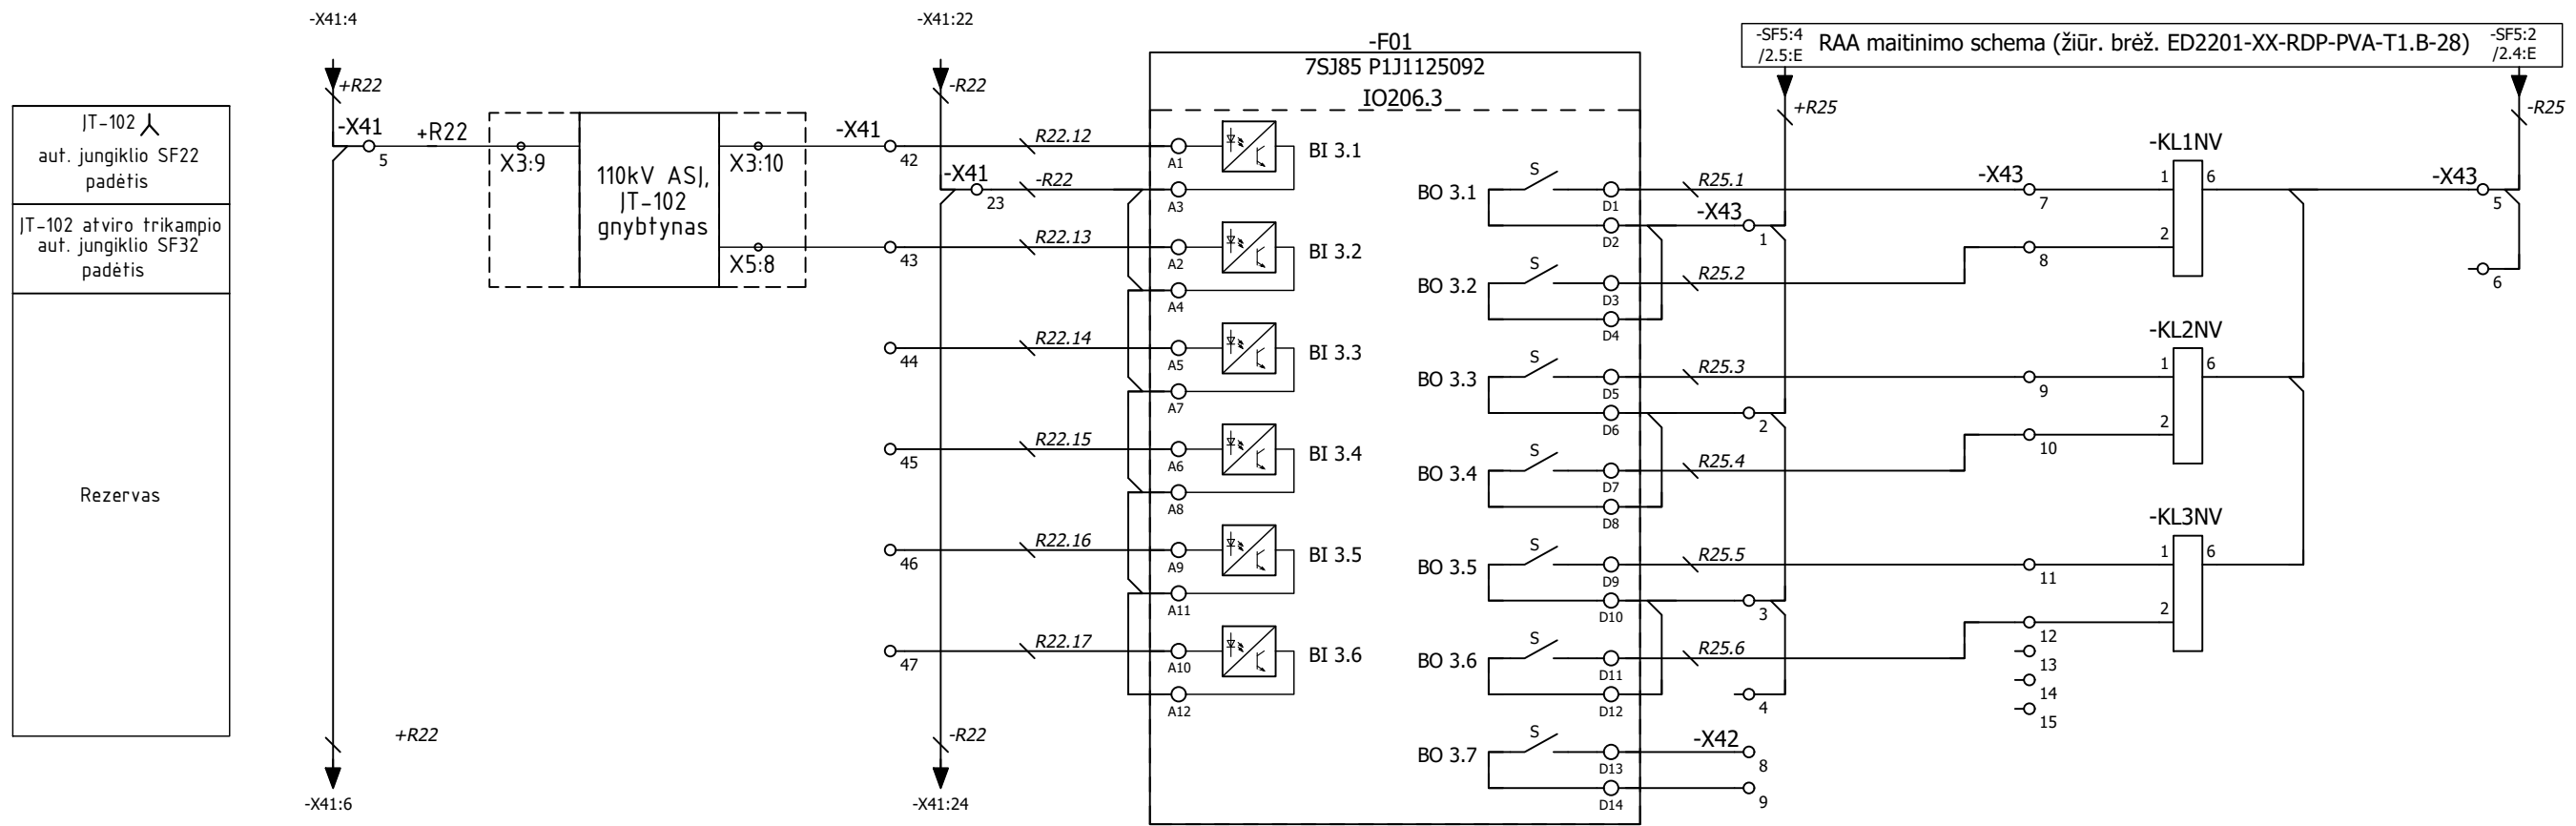 -X41:4
-X41:22
-F01
7SJ85 P1J1125092
IO206.3
-SF5:4
/2.5:E
RAA maitinimo schema (žiūr. brėž. ED2201-XX-RDP-PVA-T1.B-28)
-SF5:2
/2.4:E
+R22
-R22
+R25
-R25
JT-102
aut. jungiklio SF22
padėtis
JT-102 atviro trikampio
aut. jungiklio SF32
padėtis
Rezervas
-X41
5
+R22
X3:9
110kV ASJ,
JT-102
gnybtynas
X3:10
X5:8
-X41
42
-X41
23
43
44
45
46
47
R22.12
-R22
R22.13
R22.14
R22.15
R22.16
R22.17
A1
A3
A2
A4
A5
A7
A6
A8
A9
A11
A10
A12
BI 3.1
BI 3.2
BI 3.3
BI 3.4
BI 3.5
BI 3.6
BO 3.1
S
BO 3.2
S
BO 3.3
S
BO 3.4
S
BO 3.5
S
BO 3.6
S
BO 3.7
S
D1
D2
D3
D4
D5
D6
D7
D8
D9
D10
D11
D12
D13
D14
R25.1
-X43
1
R25.2
R25.3
2
R25.4
R25.5
3
R25.6
4
-X42
8
9
-X43
7
8
9
10
11
12
13
14
15
-KL1NV
1
6
2
-KL2NV
1
6
2
-KL3NV
1
6
2
-X43
5
6
+R22
-R22
-X41:6
-X41:24